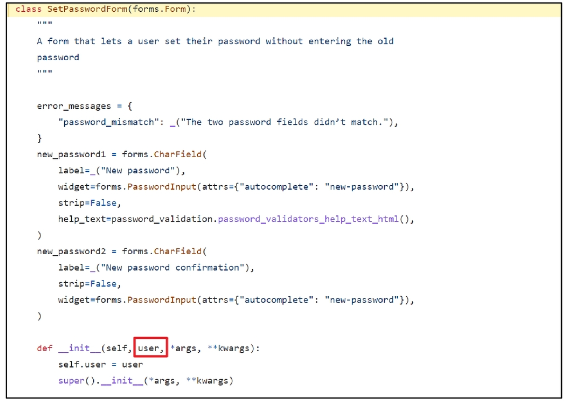 class SetPasswordForm(forms.Form):
"""
A form that lets a user set their password without entering the old
password
"""
error_messages = {
"password_mismatch": _("The two password fields didn’t match."),
}
new_password1 = forms.CharField(
label=_("New password"),
widget=forms.PasswordInput(attrs={"autocomplete": "new-password"}),
strip=False,
help_text=password_validation.password_validators_help_text_html(),
)
new_password2 = forms.CharField(
label=_("New password confirmation"),
strip=False,
widget=forms.PasswordInput(attrs={"autocomplete": "new-password"}),
)
def __init__(self, user, *args, **kwargs):
self.user = user
super().__init__(*args, **kwargs)